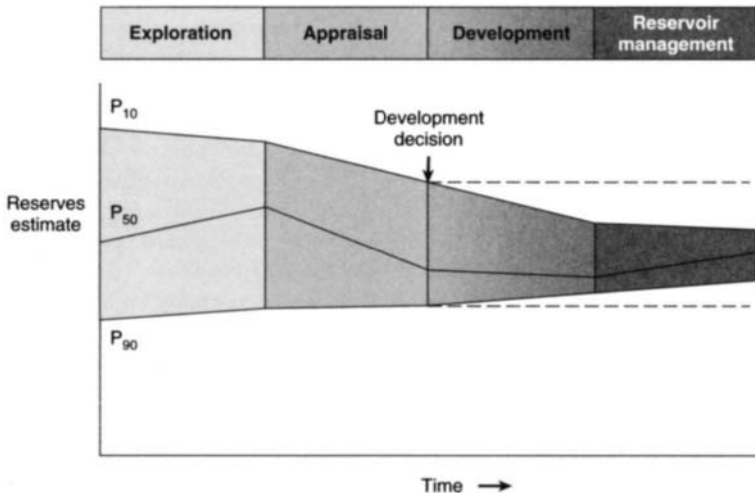 Exploration
Appraisal
Development
Reservoir
management
P10
Development
decision
Reserves
estimate
P50
P90
Time